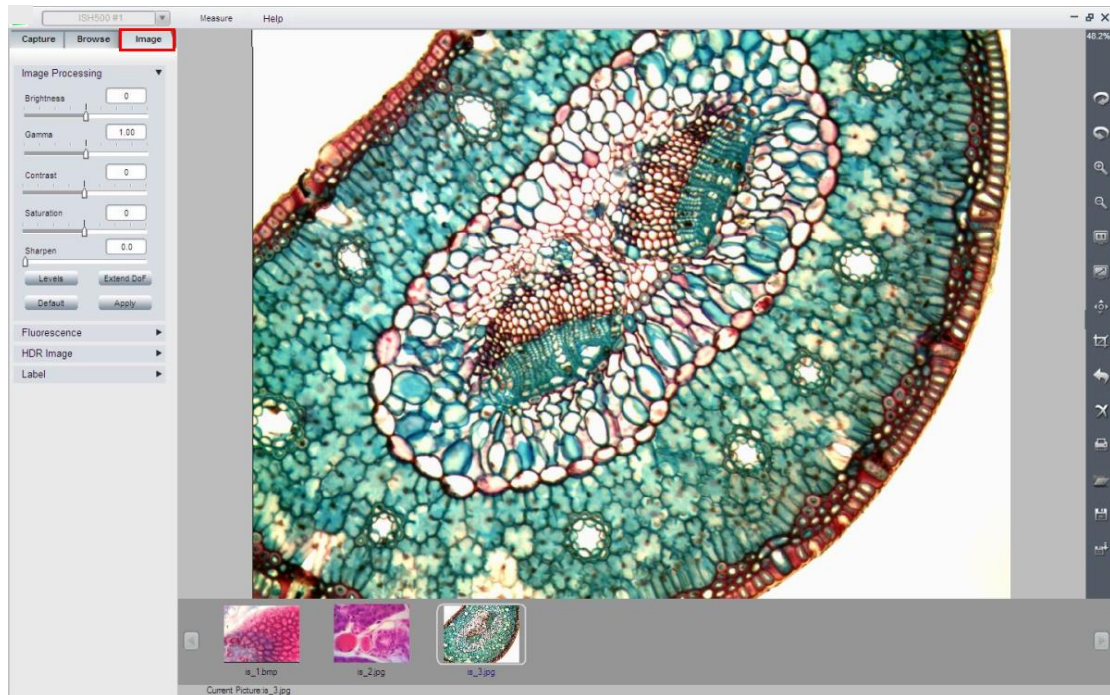 ISH500 #1
Measure
Help
48.2%
Capture Browse Image
Image Processing
Brightness 0
Gamma 1.00
Contrast 0
Saturation 0
Sharpen 0.0
Levels Extend DoF
Default Apply
Fluorescence
HDR Image
Label
is_1.bmp
is_2.jpg
is_3.jpg
Current Picture:is_3.jpg